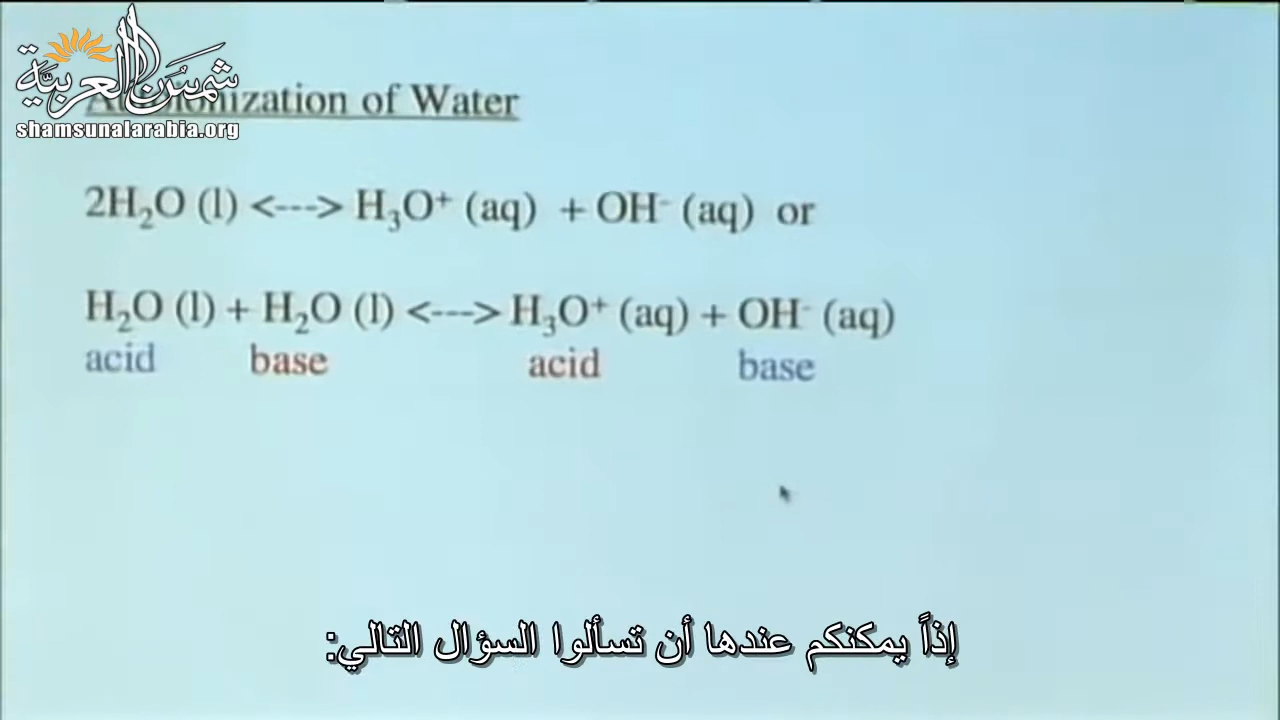 شمس العربية
shamsunalarabia.org
Autoionization of Water
2H₂O (l) <---> H₃O⁺ (aq) + OH⁻ (aq) or
H₂O (l) + H₂O (l) <---> H₃O⁺ (aq) + OH⁻ (aq)
acid base acid base
إذاً يمكنكم عندها أن تسألوا السؤال التالي: